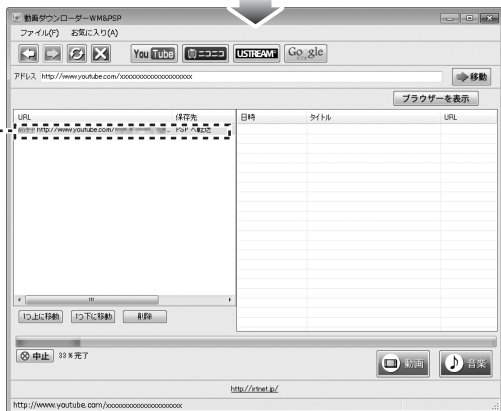 動画ダウンローダーWM&PSP
ファイル(F) お気に入り(A)
You Tube ニコニコ USTREAM Google
アドレス http://www.youtube.com/xxxxxxxxxxxxxxxxxxxx 移動
ブラウザーを表示
URL 保存先 日時 タイトル URL
http://www.youtube.com/ PSP へ転送
1つ上に移動 1つ下に移動 削除
中止 33 % 完了
動画 音楽
http://irtnet.jp/
http://www.youtube.com/xxxxxxxxxxxxxxxxxxxx